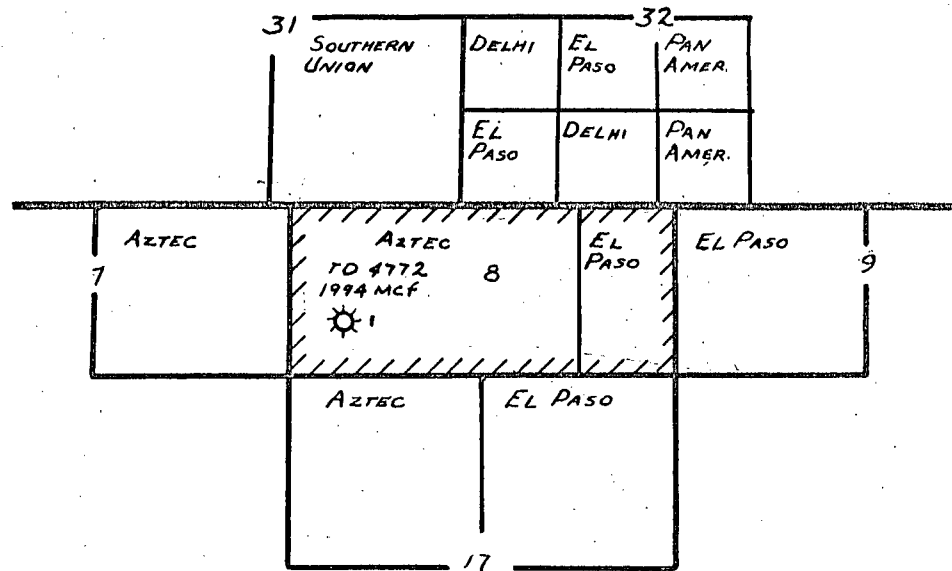 31
32
SOUTHERN
UNION
DELHI
EL
PASO
PAN
AMER.
EL
PASO
DELHI
PAN
AMER.
AZTEC
7
AZTEC
TO 4772
1994 MCf
1
8
EL
PASO
EL PASO
9
AZTEC
EL PASO
17